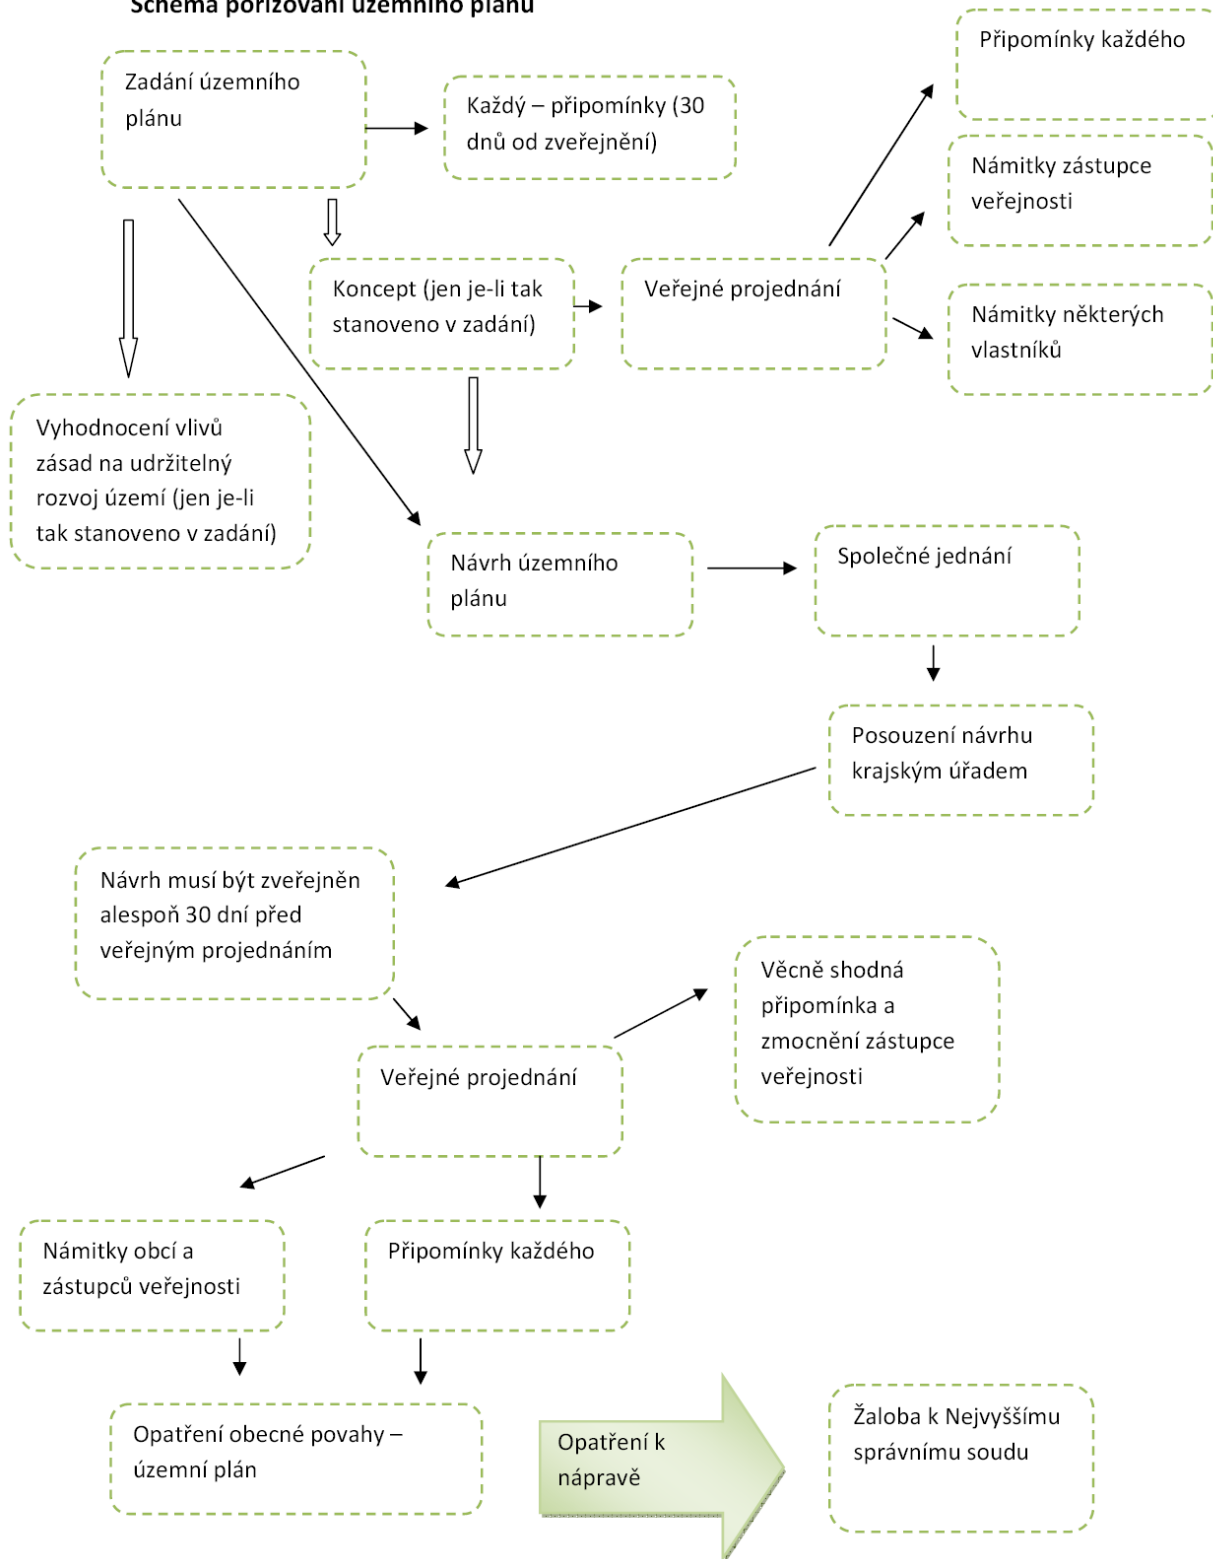 Schéma pořizování územního plánu
Připomínky každého
Zadání územního
plánu
Každý – připomínky (30
dnů od zveřejnění)
Námitky zástupce
veřejnosti
Koncept (jen je-li tak
stanoveno v zadání)
Veřejné projednání
Námitky některých
vlastníků
Vyhodnocení vlivů
zásad na udržitelný
rozvoj území (jen je-li
tak stanoveno v zadání)
Návrh územního
plánu
Společné jednání
Posouzení návrhu
krajským úřadem
Návrh musí být zveřejněn
alespoň 30 dní před
veřejným projednáním
Věcně shodná
připomínka a
zmocnění zástupce
veřejnosti
Veřejné projednání
Námitky obcí a
zástupců veřejnosti
Připomínky každého
Opatření obecné povahy –
územní plán
Opatření k
nápravě
Žaloba k Nejvyššímu
správnímu soudu